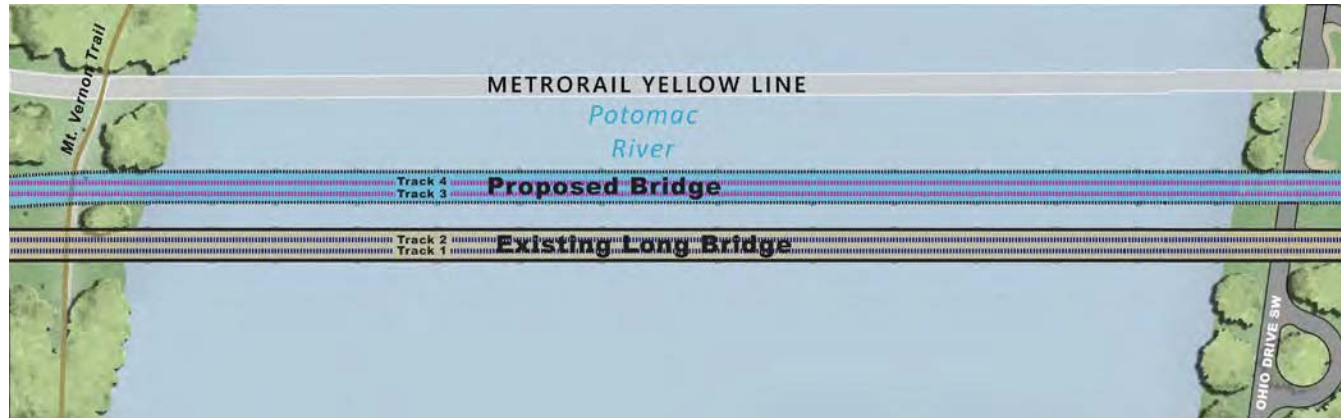 Mt. Vernon Trail
METRORAIL YELLOW LINE
Potomac
River
Track 4
Track 3
Proposed Bridge
Track 2
Track 1
Existing Long Bridge
OHIO DRIVE SW